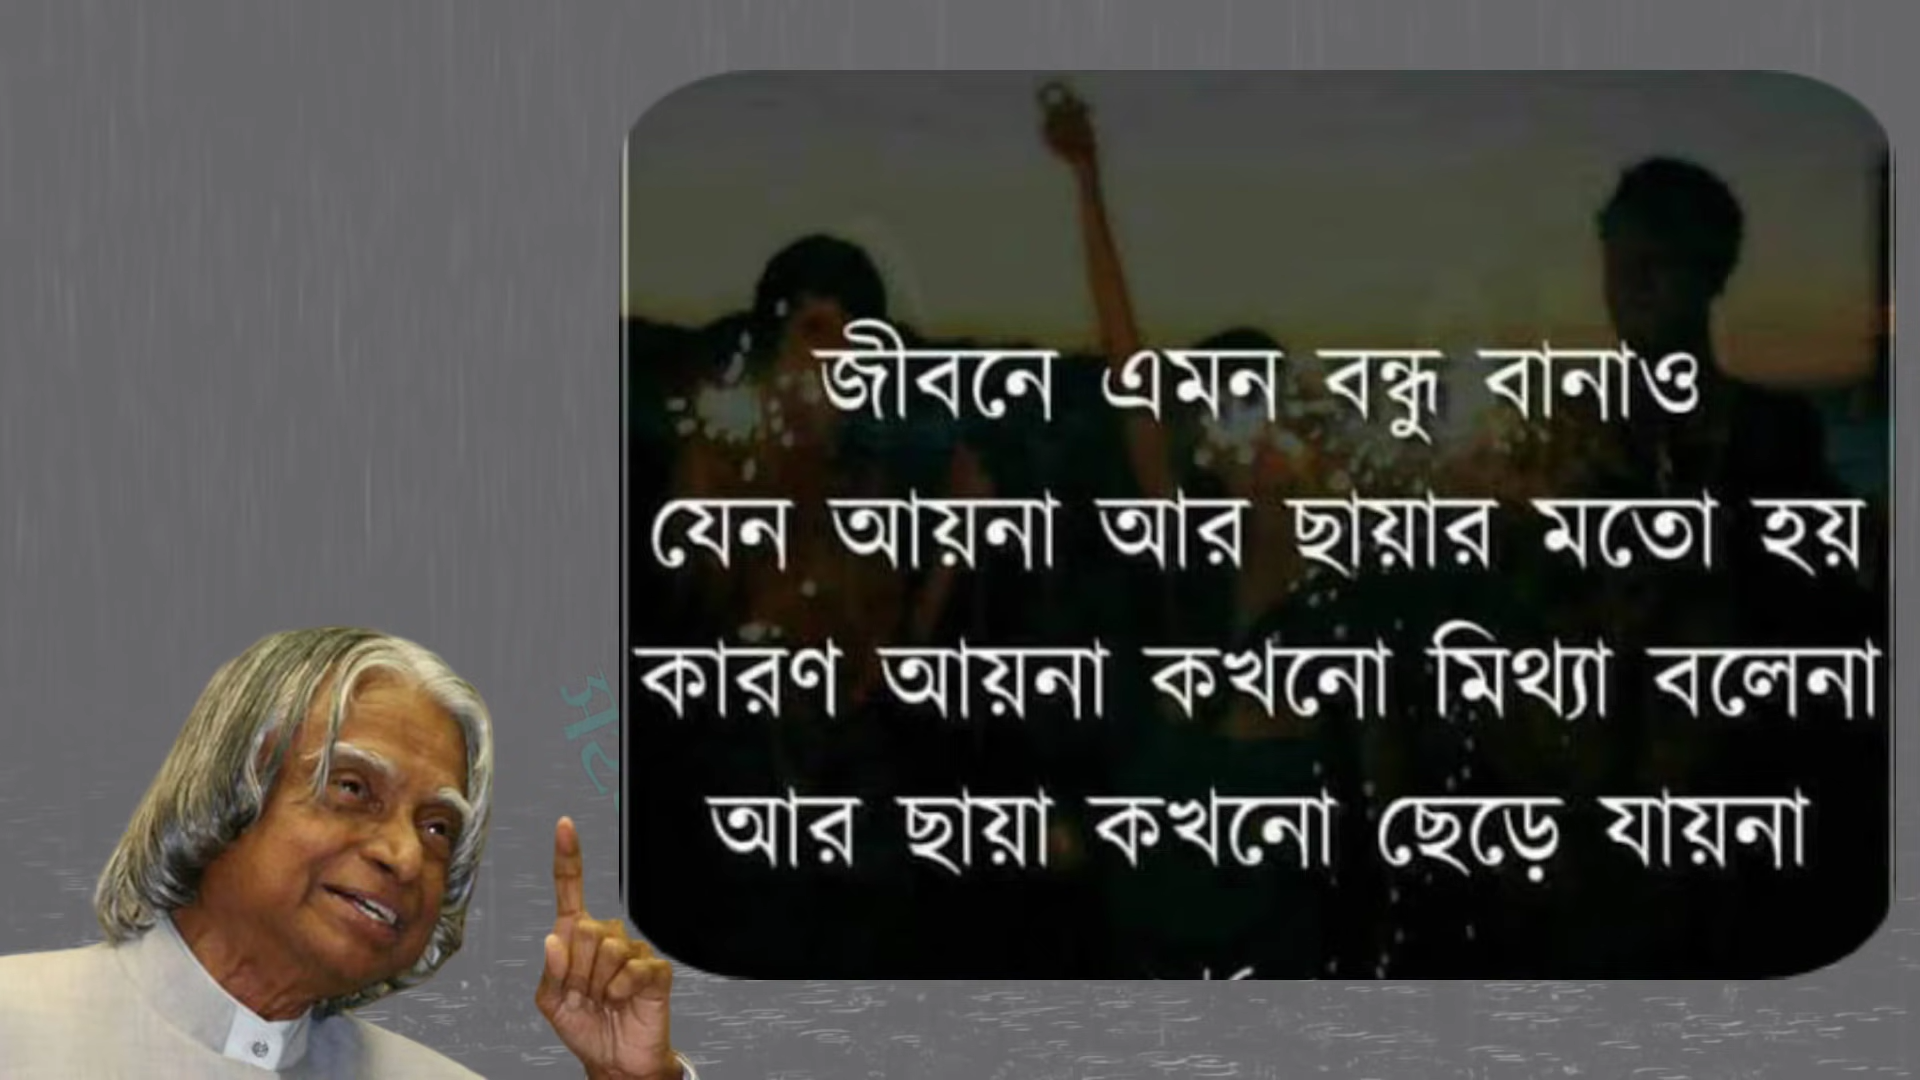 জীবনে এমন বন্ধু বানাও
যেন আয়না আর ছায়ার মতো হয়
কারণ আয়না কখনো মিথ্যা বলেনা
আর ছায়া কখনো ছেড়ে যায়না